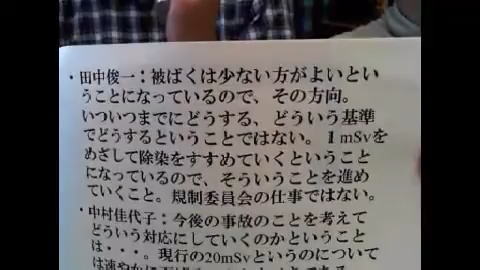 ・田中俊一：被ばくは少ない方がよいとい
うことになっているので、その方向。
いついつまでにどうする、どういう基準
でどうするということではない。１mSvを
めざして除染をすすめていくということ
になっているので、そういうことを進め
ていくこと。規制委員会の仕事ではない。
・中村佳代子：今後の事故のことを考えて
どういう対応にしていくのかということ
は・・・。現行の20mSvというのについて
は速やかに